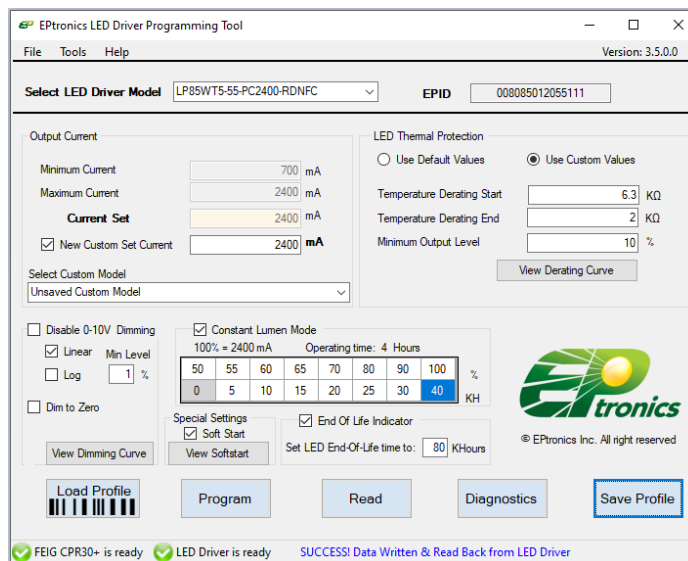 EPtronics LED Driver Programming Tool
File Tools Help Version: 3.5.0.0
Select LED Driver Model LP85WT5-55-PC2400-RDNFC EPID 008085012055111
Output Current
Minimum Current 700 mA
Maximum Current 2400 mA
Current Set 2400 mA
New Custom Set Current 2400 mA
Select Custom Model
Unsaved Custom Model
LED Thermal Protection
Use Default Values Use Custom Values
Temperature Derating Start 6.3 KΩ
Temperature Derating End 2 KΩ
Minimum Output Level 10 %
View Derating Curve
Disable 0-10V Dimming
Linear Min Level
Log 1 %
Dim to Zero
View Dimming Curve
Constant Lumen Mode
100% = 2400 mA Operating time: 4 Hours
50 55 60 65 70 80 90 100 %
0 5 10 15 20 25 30 40 KH
Special Settings
Soft Start
View Softstart
End Of Life Indicator
Set LED End-Of-Life time to: 80 KHours
EPtronics
© EPtronics Inc. All right reserved
Load Profile Program Read Diagnostics Save Profile
FEIG CPR30+ is ready LED Driver is ready SUCCESS! Data Written & Read Back from LED Driver